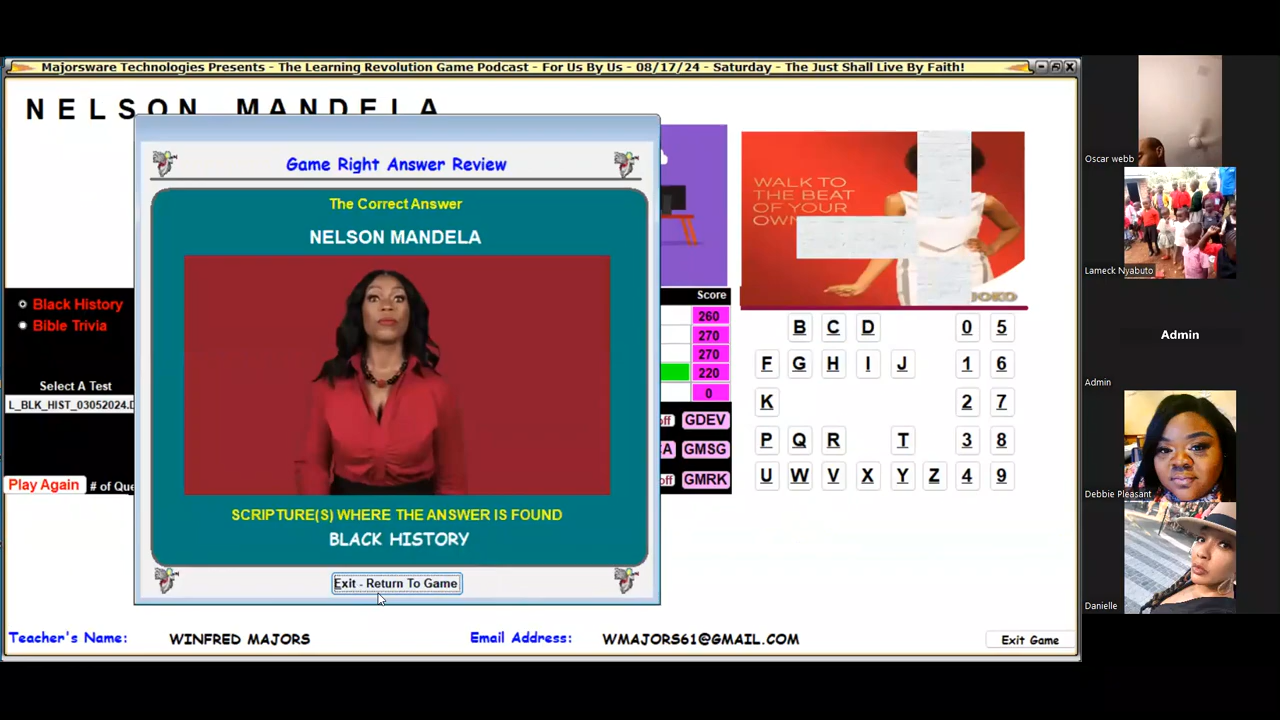 Majorsware Technologies Presents - The Learning Revolution Game Podcast - For Us By Us - 08/17/24 - Saturday - The Just Shall Live By Faith!
NELSON MANDELA
Game Right Answer Review
The Correct Answer
NELSON MANDELA
SCRIPTURE(S) WHERE THE ANSWER IS FOUND
BLACK HISTORY
Exit - Return To Game
Black History
Bible Trivia
Select A Test
L_BLK_HIST_03052024.D
Play Again # of Que
Score
260
270
270
220
0
GDEV
GMSG
GMRK
WALK TO
THE BEAT
OF YOUR
OWN
B C D 0 5
F G H I J 1 6
K 2 7
P Q R T 3 8
U W V X Y Z 4 9
Teacher's Name: WINFRED MAJORS Email Address: WMAJORS61@GMAIL.COM
Exit Game
Oscar webb
Lameck Nyabuto
Admin
Admin
Debbie Pleasant
Danielle